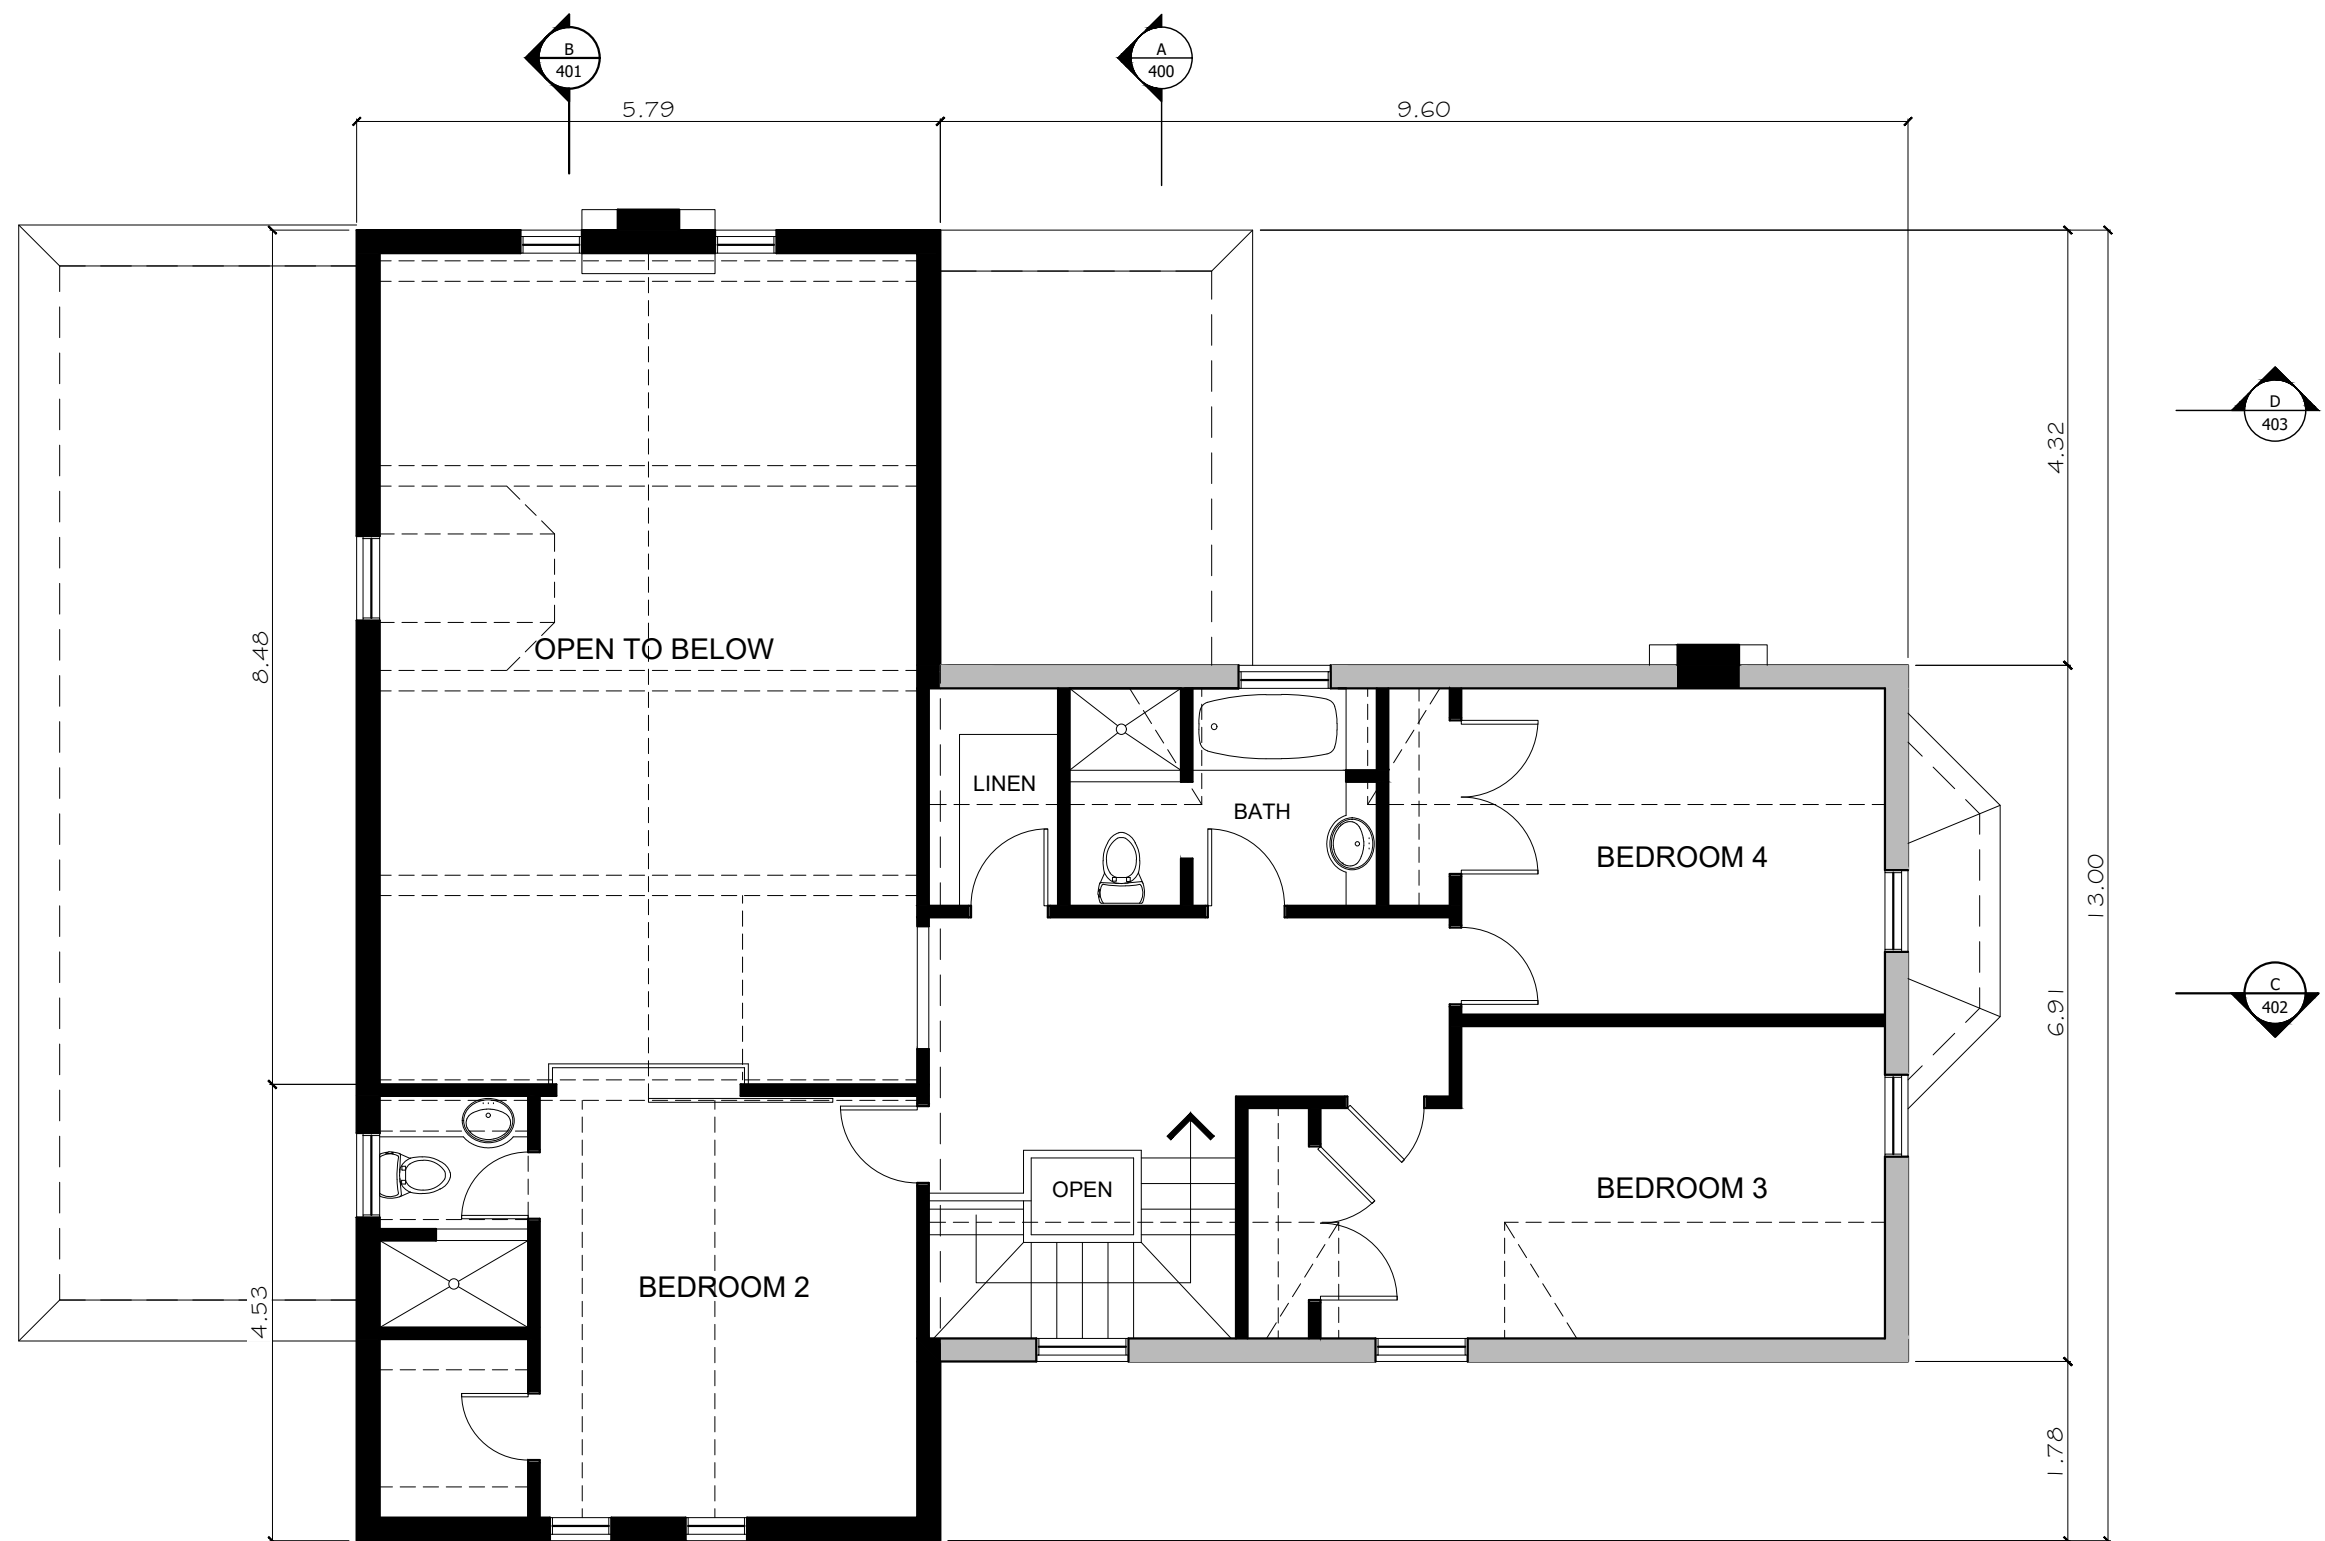 B
401
A
400
5.79
9.60
D
403
4.32
8.48
OPEN TO BELOW
LINEN
BATH
BEDROOM 4
13.00
C
402
6.91
OPEN
BEDROOM 3
BEDROOM 2
4.53
1.78